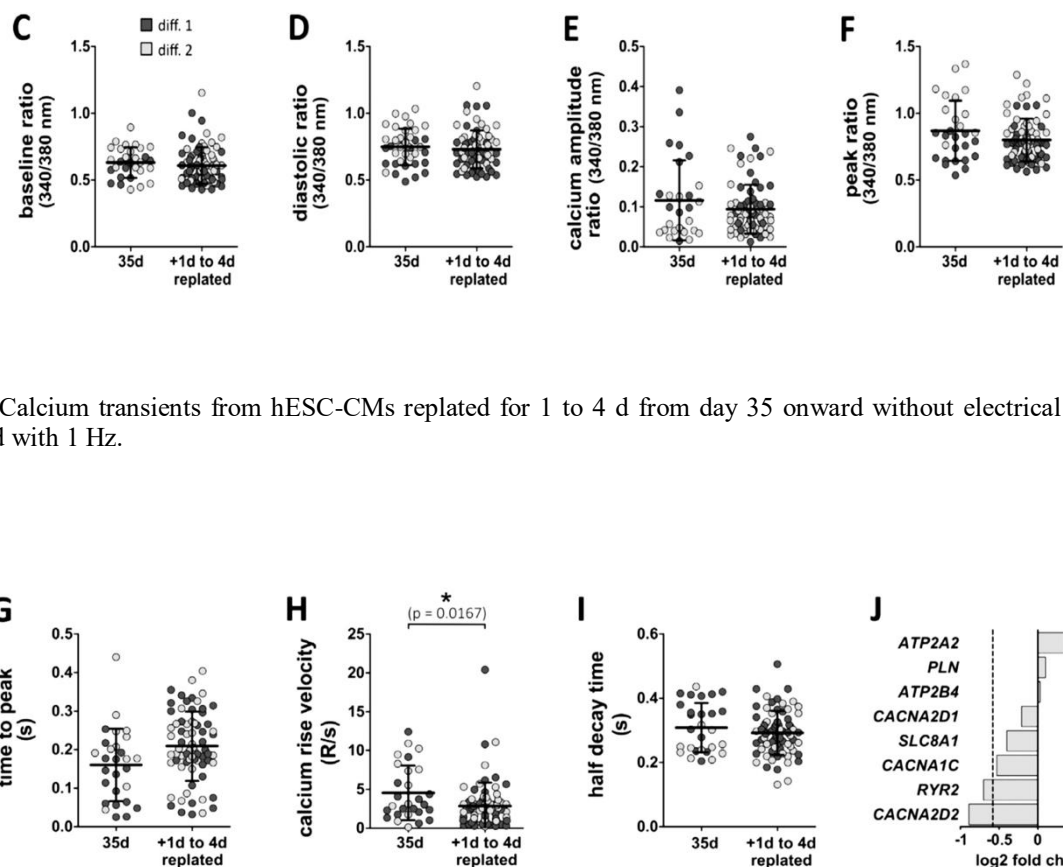 C
diff. 1
diff. 2
baseline ratio
(340/380 nm)
1.5
1.0
0.5
0.0
35d
+1d to 4d
replated
D
diastolic ratio
(340/380 nm)
1.5
1.0
0.5
0.0
35d
+1d to 4d
replated
E
calcium amplitude
ratio (340/380 nm)
0.5
0.4
0.3
0.2
0.1
0.0
35d
+1d to 4d
replated
F
peak ratio
(340/380 nm)
1.5
1.0
0.5
0.0
35d
+1d to 4d
replated
Calcium transients from hESC-CMs replated for 1 to 4 d from day 35 onward without electrical
d with 1 Hz.
G
time to peak
(s)
0.5
0.4
0.3
0.2
0.1
0.0
35d
+1d to 4d
replated
H
*
(p = 0.0167)
calcium rise velocity
(R/s)
25
20
15
10
5
0
35d
+1d to 4d
replated
I
half decay time
(s)
0.6
0.4
0.2
0.0
35d
+1d to 4d
replated
J
ATP2A2
PLN
ATP2B4
CACNA2D1
SLC8A1
CACNA1C
RYR2
CACNA2D2
-1 -0.5 0
log2 fold ch